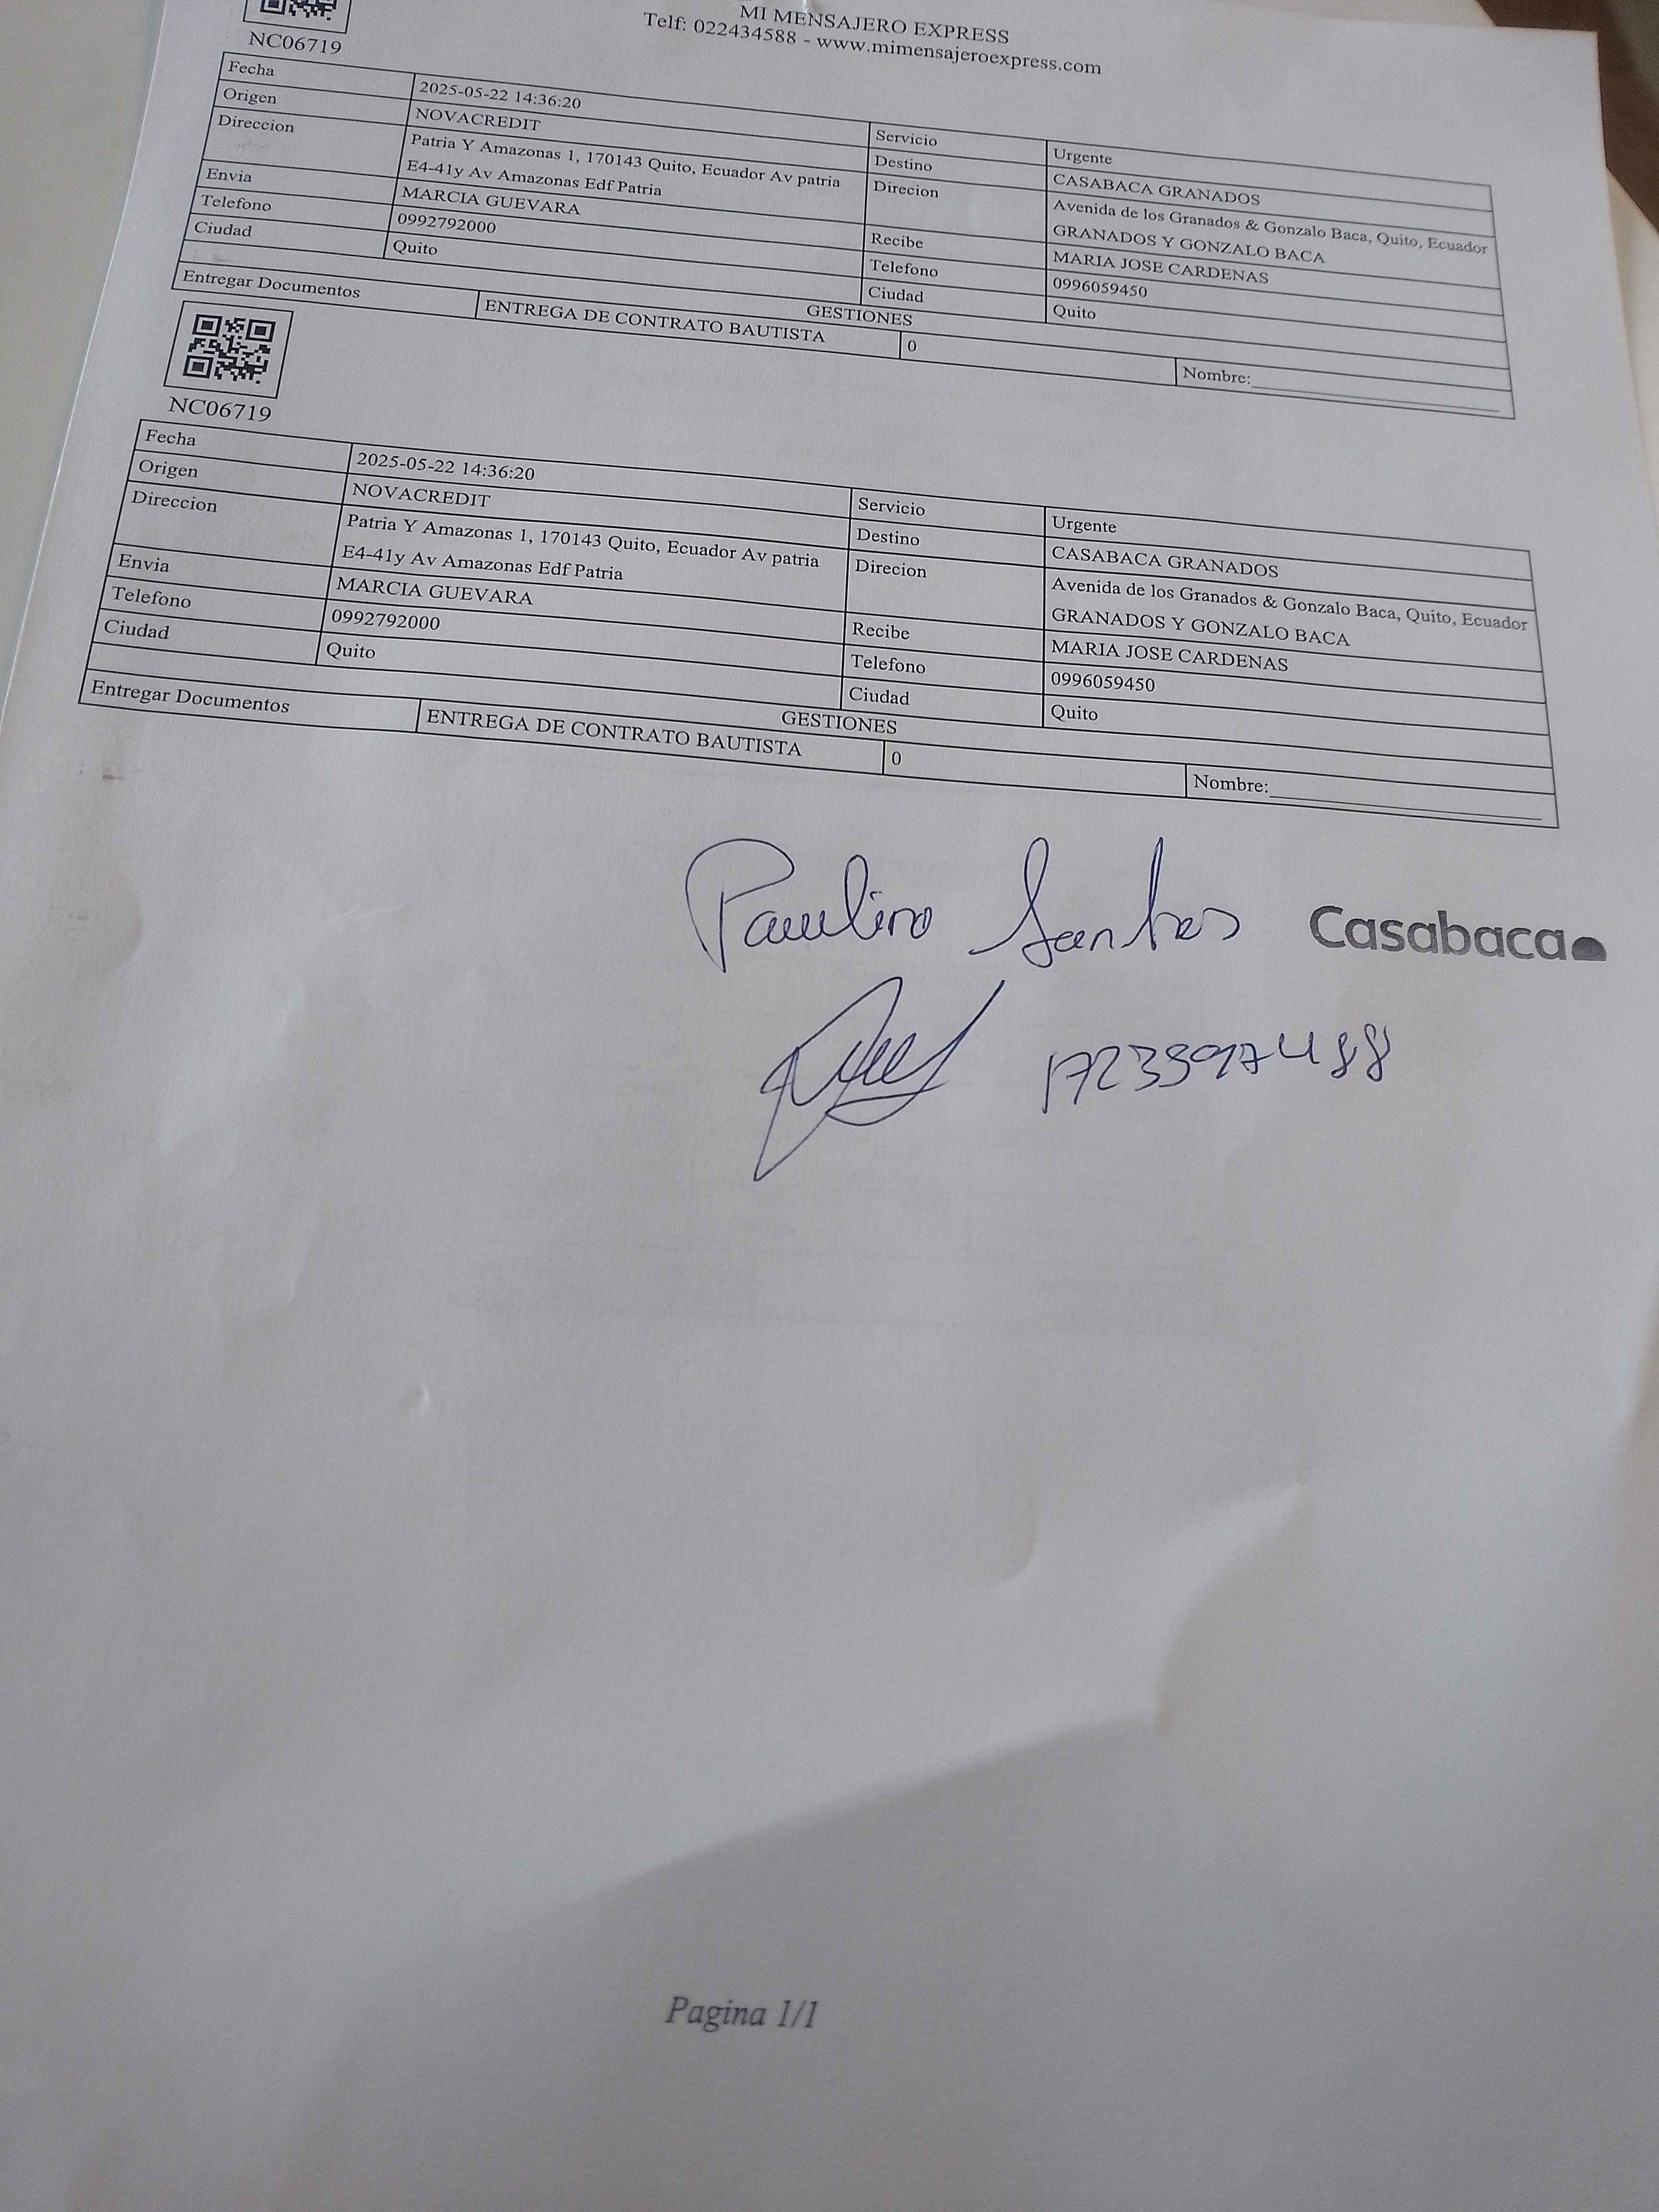 MI MENSAJERO EXPRESS
Telf: 022434588 - www.mimensajeroexpress.com
NC06719
Fecha 2025-05-22 14:36:20 Servicio Urgente
Origen NOVACREDIT Destino CASABACA GRANADOS
Direccion Patria Y Amazonas 1, 170143 Quito, Ecuador Av patria Direcion Avenida de los Granados & Gonzalo Baca, Quito, Ecuador
E4-41y Av Amazonas Edf Patria GRANADOS Y GONZALO BACA
Envia MARCIA GUEVARA Recibe MARIA JOSE CARDENAS
Telefono 0992792000 Telefono 0996059450
Ciudad Quito Ciudad Quito
GESTIONES
Entregar Documentos ENTREGA DE CONTRATO BAUTISTA 0 Nombre:
NC06719
Fecha 2025-05-22 14:36:20 Servicio Urgente
Origen NOVACREDIT Destino CASABACA GRANADOS
Direccion Patria Y Amazonas 1, 170143 Quito, Ecuador Av patria Direcion Avenida de los Granados & Gonzalo Baca, Quito, Ecuador
E4-41y Av Amazonas Edf Patria GRANADOS Y GONZALO BACA
Envia MARCIA GUEVARA Recibe MARIA JOSE CARDENAS
Telefono 0992792000 Telefono 0996059450
Ciudad Quito Ciudad Quito
GESTIONES
Entregar Documentos ENTREGA DE CONTRATO BAUTISTA 0 Nombre:
Paulino Santos Casabaca
Pagina 1/1